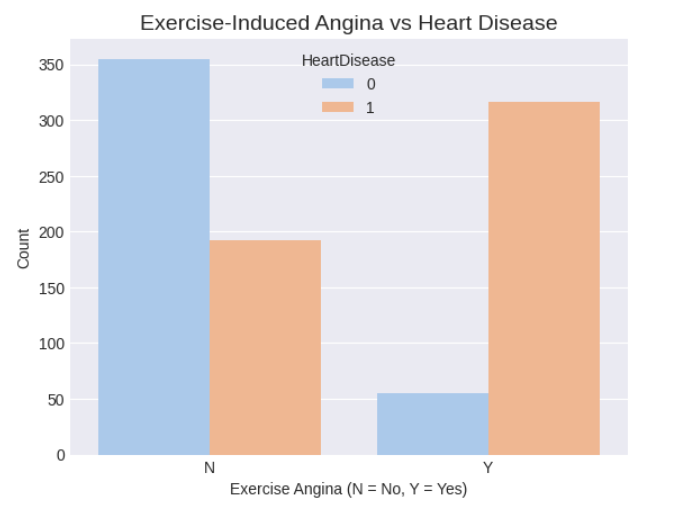 Exercise-Induced Angina vs Heart Disease
HeartDisease
0
1
350
300
250
200
150
100
50
0
Count
N
Y
Exercise Angina (N = No, Y = Yes)